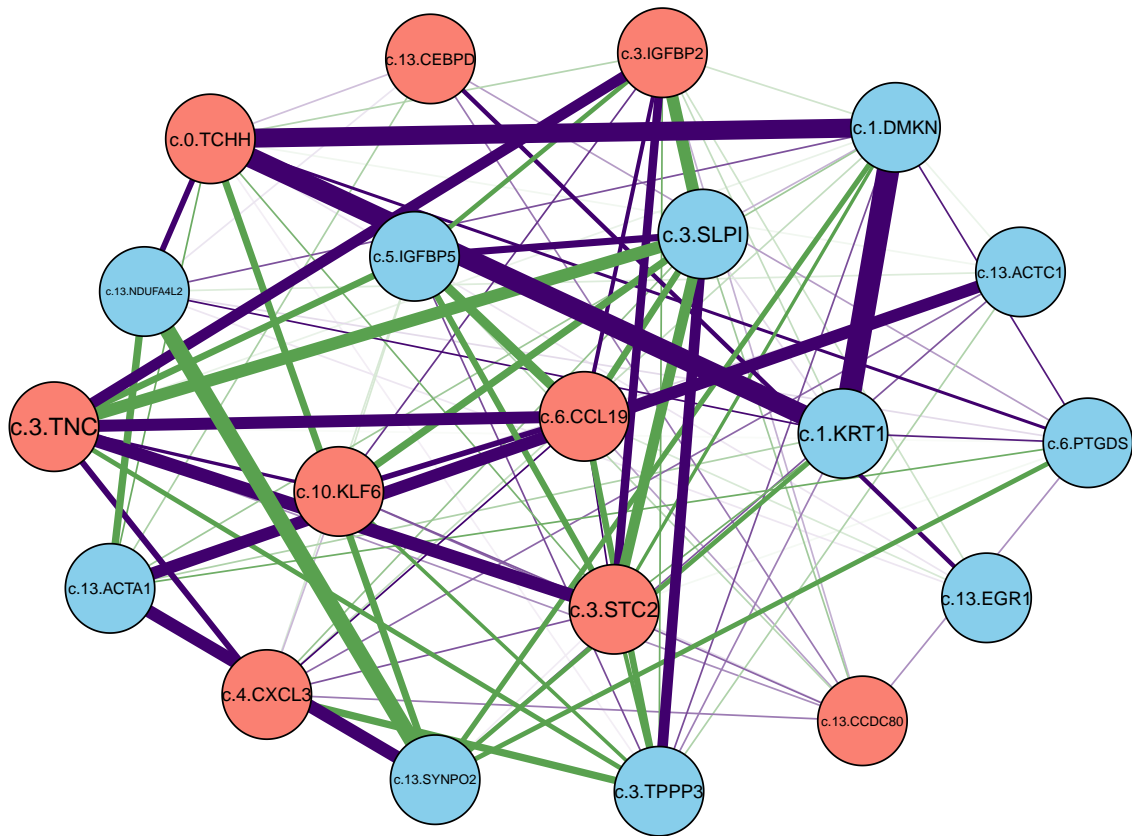 c.3.IGFBP2
c.13.CEBPD
c.1.DMKN
c.0.TCHH
c.3.SLPI
c.5.IGFBP5
c.13.ACTC1
c.13.NDUFA4L2
c.6.CCL19
c.3.TNC
c.1.KRT1
c.6.PTGDS
c.10.KLF6
c.13.ACTA1
c.13.EGR1
c.3.STC2
c.4.CXCL3
c.13.CCDC80
c.13.SYNPO2
c.3.TPPP3